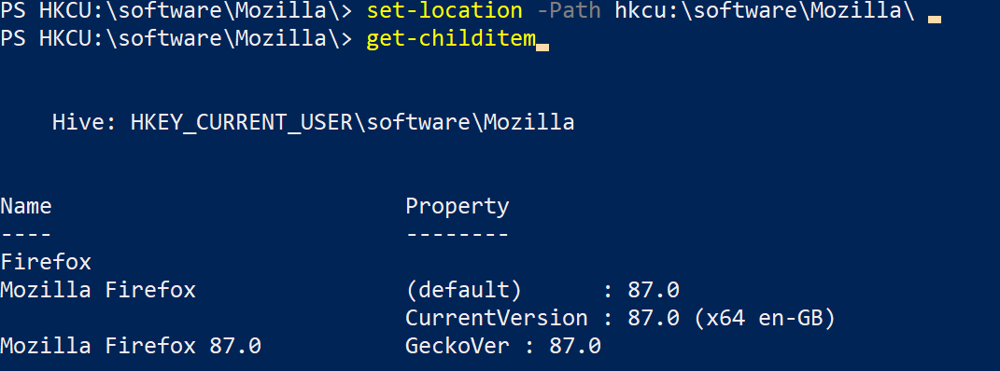 PS HKCU:\software\Mozilla\> set-location -Path hkcu:\software\Mozilla\
PS HKCU:\software\Mozilla\> get-childitem
Hive: HKEY_CURRENT_USER\software\Mozilla
Name Property
---- --------
Firefox
Mozilla Firefox (default) : 87.0
CurrentVersion : 87.0 (x64 en-GB)
Mozilla Firefox 87.0 GeckoVer : 87.0